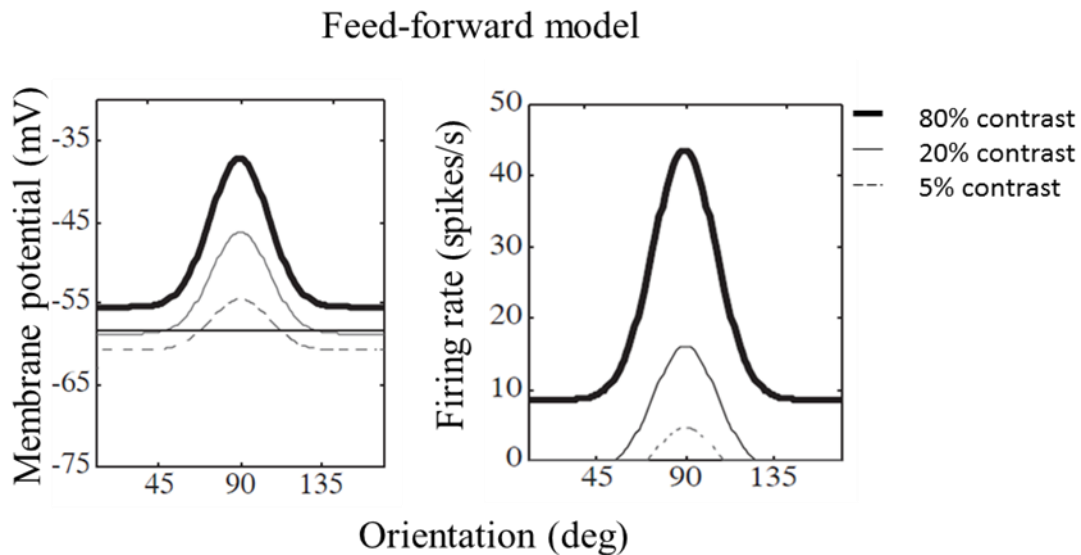 Feed-forward model
Membrane potential (mV)
-35
-45
-55
-65
-75
45 90 135
Firing rate (spikes/s)
50
40
30
20
10
0
45 90 135
80% contrast
20% contrast
5% contrast
Orientation (deg)